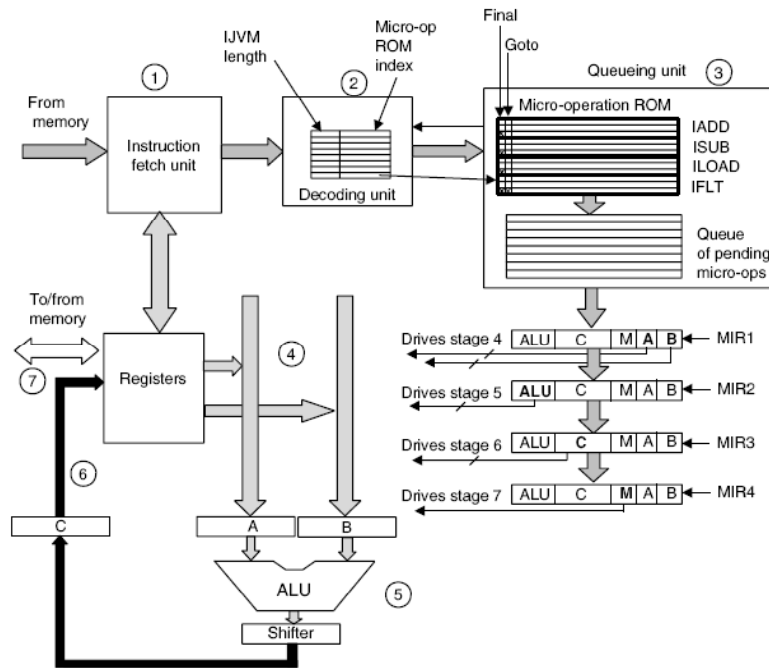 Final
Goto
IJVM
length
Micro-op
ROM
index
1
2
Queueing unit 3
From
memory
Instruction
fetch unit
Decoding unit
Micro-operation ROM
IADD
ISUB
ILOAD
IFLT
Queue
of pending
micro-ops
To/from
memory
7
Registers
4
Drives stage 4 ALU C M A B MIR1
Drives stage 5 ALU C M A B MIR2
Drives stage 6 ALU C M A B MIR3
Drives stage 7 ALU C M A B MIR4
6
C
A
B
ALU
5
Shifter